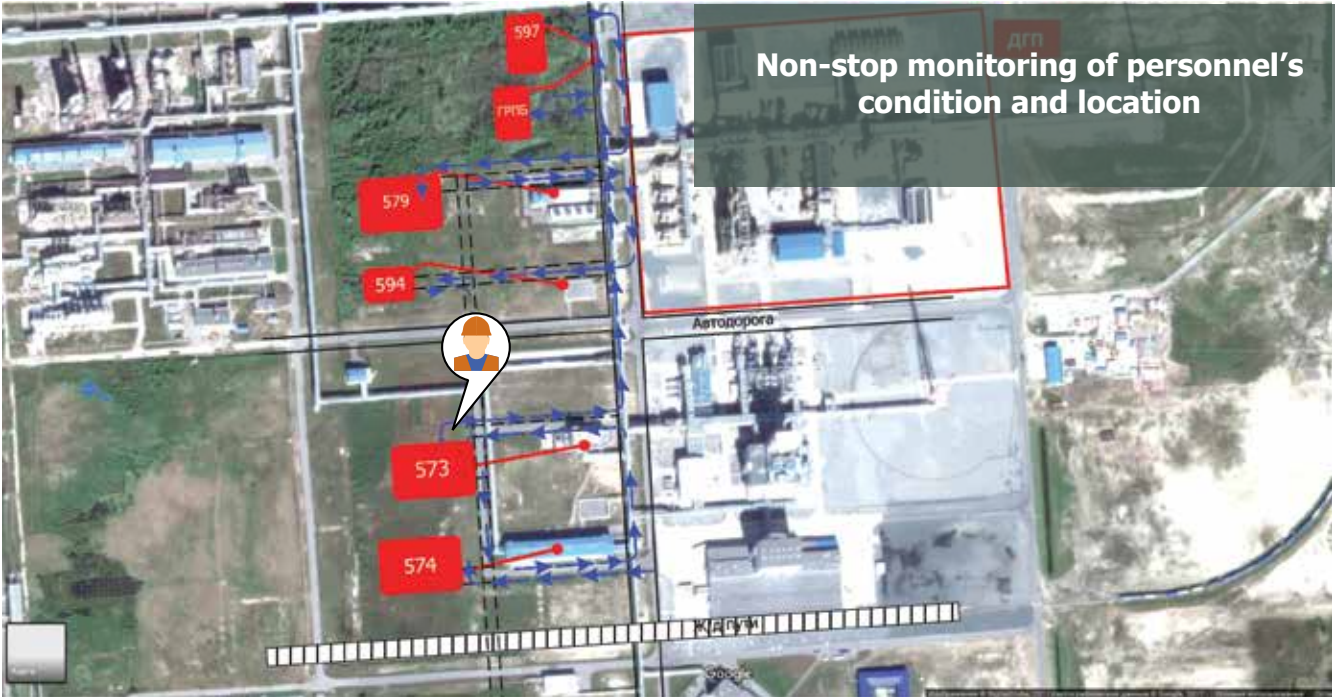 597
ДГП
Non-stop monitoring of personnel's
condition and location
ГРПБ
579
594
Автодорога
573
574
Ж/д пути
Google